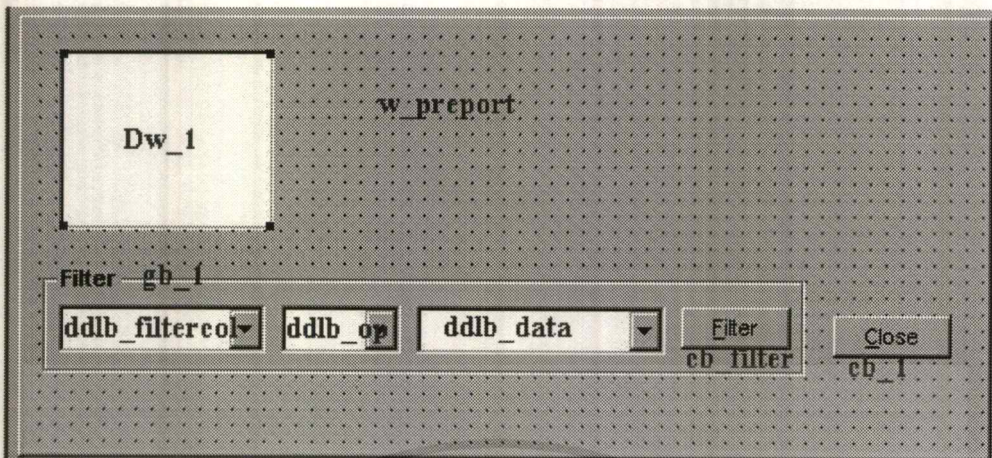 w_preport
Dw_1
Filter gb_1
ddlb_filtercol ddlb_op ddlb_data Filter
cb_filter
Close
cb_1